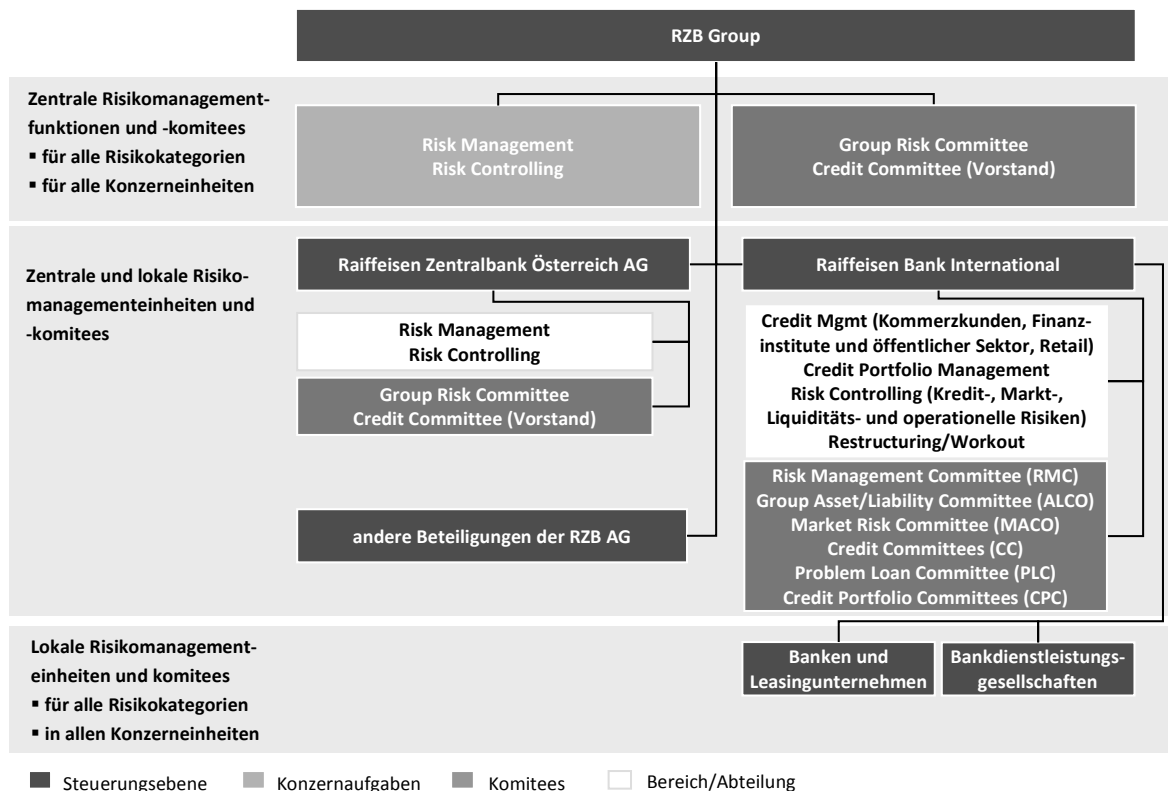 RZB Group
Zentrale Risikomanagement-
funktionen und -komitees
▪ für alle Risikokategorien
▪ für alle Konzerneinheiten
Risk Management
Risk Controlling
Group Risk Committee
Credit Committee (Vorstand)
Zentrale und lokale Risiko-
managementeinheiten und
-komitees
Raiffeisen Zentralbank Österreich AG
Risk Management
Risk Controlling
Group Risk Committee
Credit Committee (Vorstand)
andere Beteiligungen der RZB AG
Raiffeisen Bank International
Credit Mgmt (Kommerzkunden, Finanz-
institute und öffentlicher Sektor, Retail)
Credit Portfolio Management
Risk Controlling (Kredit-, Markt-,
Liquiditäts- und operationelle Risiken)
Restructuring/Workout
Risk Management Committee (RMC)
Group Asset/Liability Committee (ALCO)
Market Risk Committee (MACO)
Credit Committees (CC)
Problem Loan Committee (PLC)
Credit Portfolio Committees (CPC)
Lokale Risikomanagement-
einheiten und komitees
▪ für alle Risikokategorien
▪ in allen Konzerneinheiten
Banken und
Leasingunternehmen
Bankdienstleistungs-
gesellschaften
Steuerungsebene
Konzernaufgaben
Komitees
Bereich/Abteilung